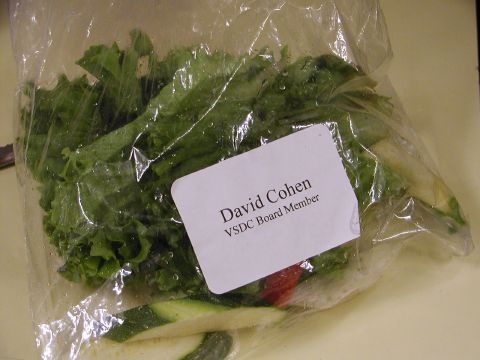 David Cohen
VSDC Board Member